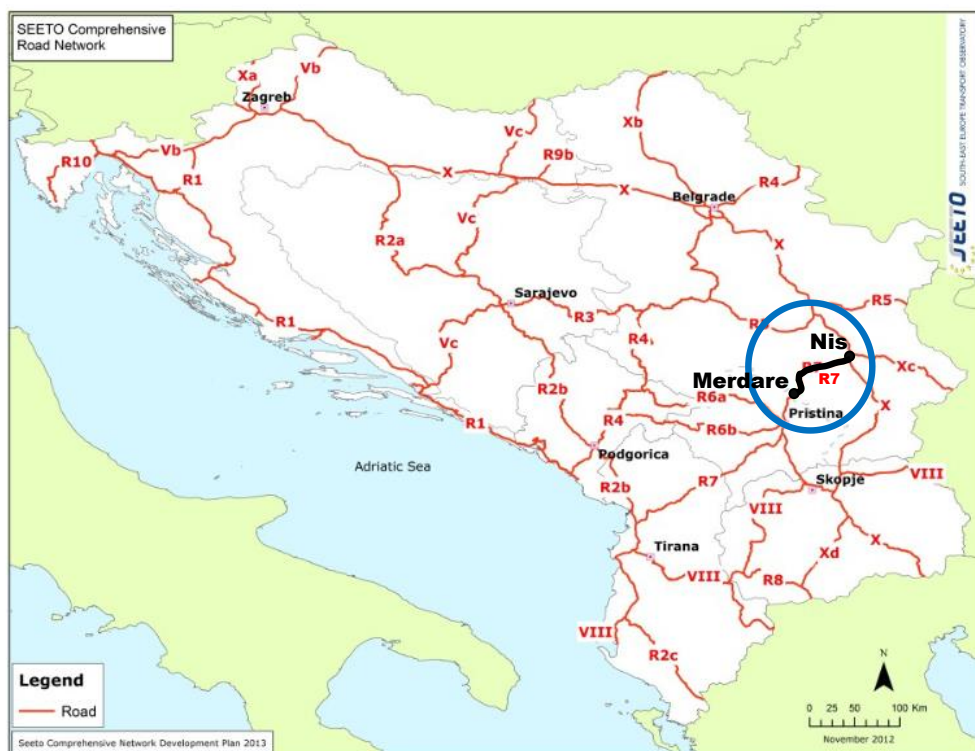 SEETO Comprehensive
Road Network
SOUTH-EAST EUROPE TRANSPORT OBSERVATORY
SEETO
Xa
Vb
Zagreb
Vc
Xb
Vb
R10
R1
X
R9b
X
Belgrade
R4
Vc
X
R2a
Sarajevo
R3
R5
R1
Vc
R4
Nis
Xc
R7
Merdare
R2b
R6a
X
Pristina
R1
R4
R6b
Podgorica
Adriatic Sea
R2b
R7
Skopje
VIII
VIII
Tirana
Xd
X
VIII
R8
VIII
R2c
Legend
Road
N
0 25 50 100 Km
November 2012
Seeto Comprehensive Network Development Plan 2013